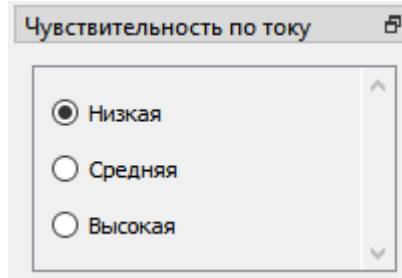 Чувствительность по току
Низкая
Средняя
Высокая